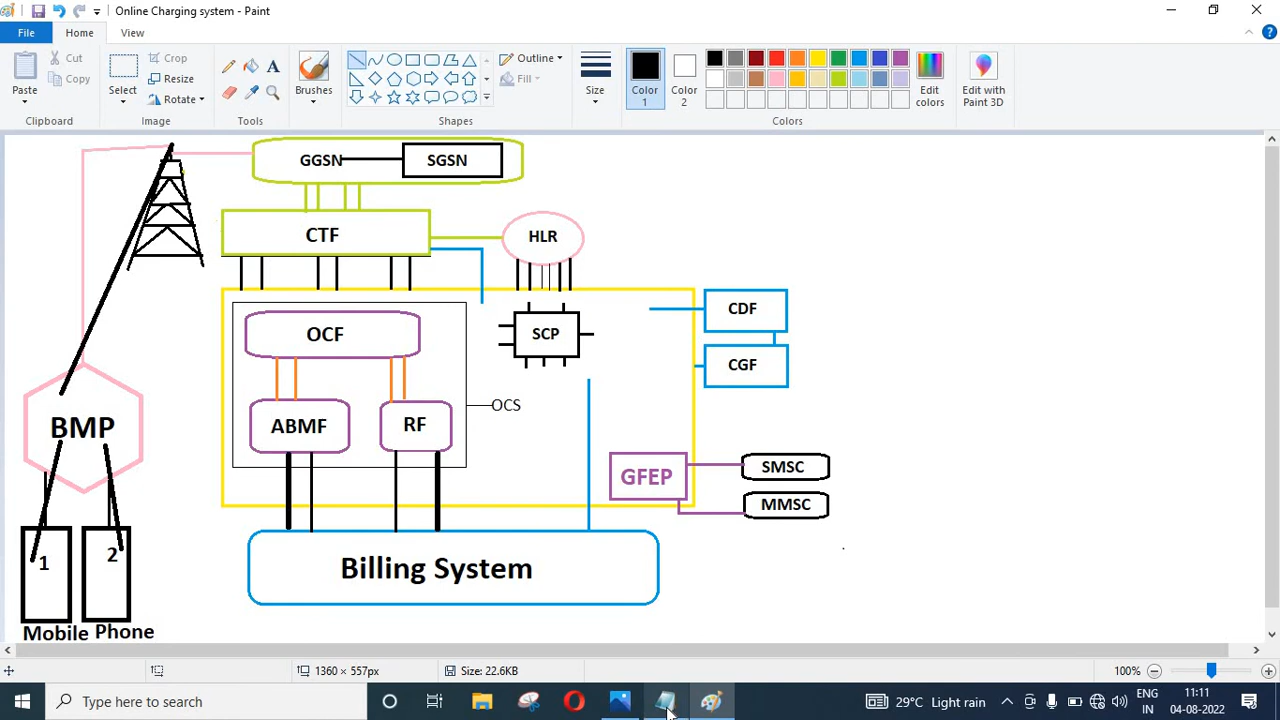 Online Charging system - Paint
File Home View
Paste
Cut
Copy
Clipboard
Select
Crop
Resize
Rotate
Image
Tools
Brushes
Shapes
Outline
Fill
Size
Color 1
Color 2
Colors
Edit colors
Edit with Paint 3D
GGSN
SGSN
CTF
HLR
OCF
SCP
CDF
CGF
ABMF
RF
OCS
BMP
GFEP
SMSC
MMSC
1
2
Billing System
Mobile Phone
1360 × 557px
Size: 22.6KB
100%
Type here to search
29°C Light rain
ENG
IN
11:11
04-08-2022